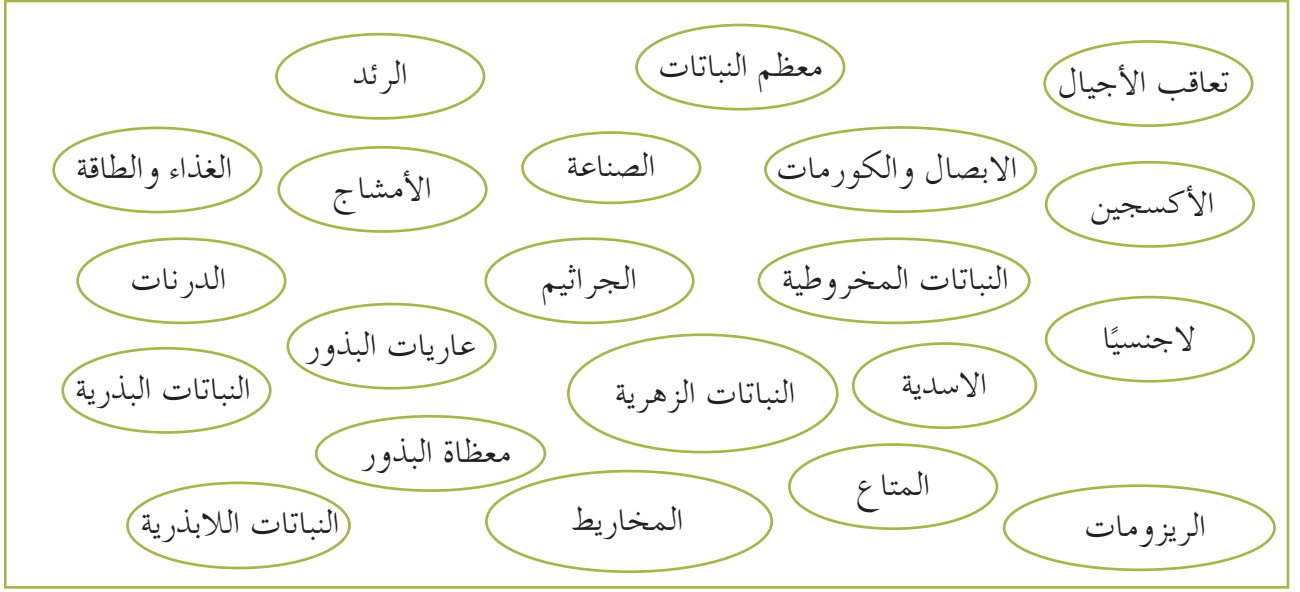 تعاقب الأجيال
معظم النباتات
الرئد
الابصال والكورمات
الصناعة
الغذاء والطاقة
الأمشاج
الأكسجين
النباتات المخروطية
الجراثيم
الدرنات
لاجنسيًا
عاريات البذور
الاسدية
النباتات الزهرية
النباتات البذرية
معظاة البذور
المتاع
المخاريط
النباتات اللابذرية
الريزومات